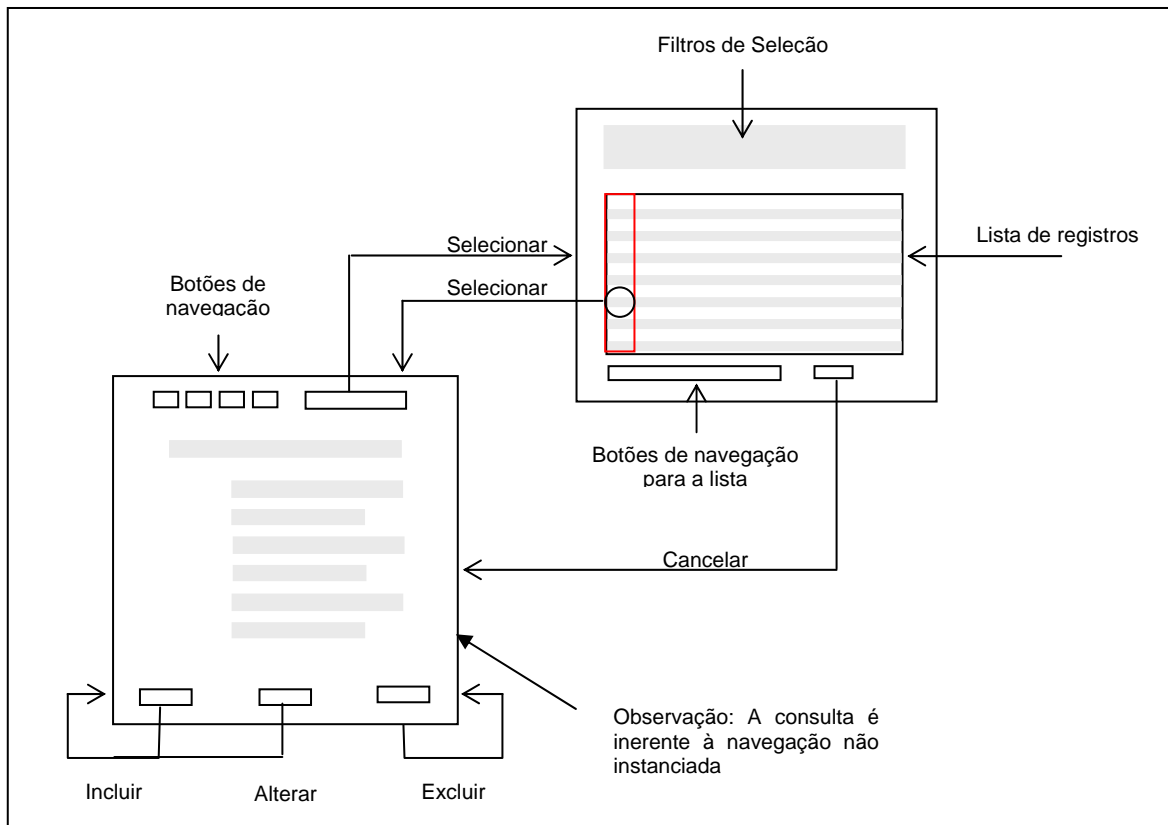 Filtros de Seleção
Lista de registros
Selecionar
Selecionar
Botões de
navegação
Botões de navegação
para a lista
Cancelar
Observação: A consulta é
inerente à navegação não
instanciada
Incluir
Alterar
Excluir